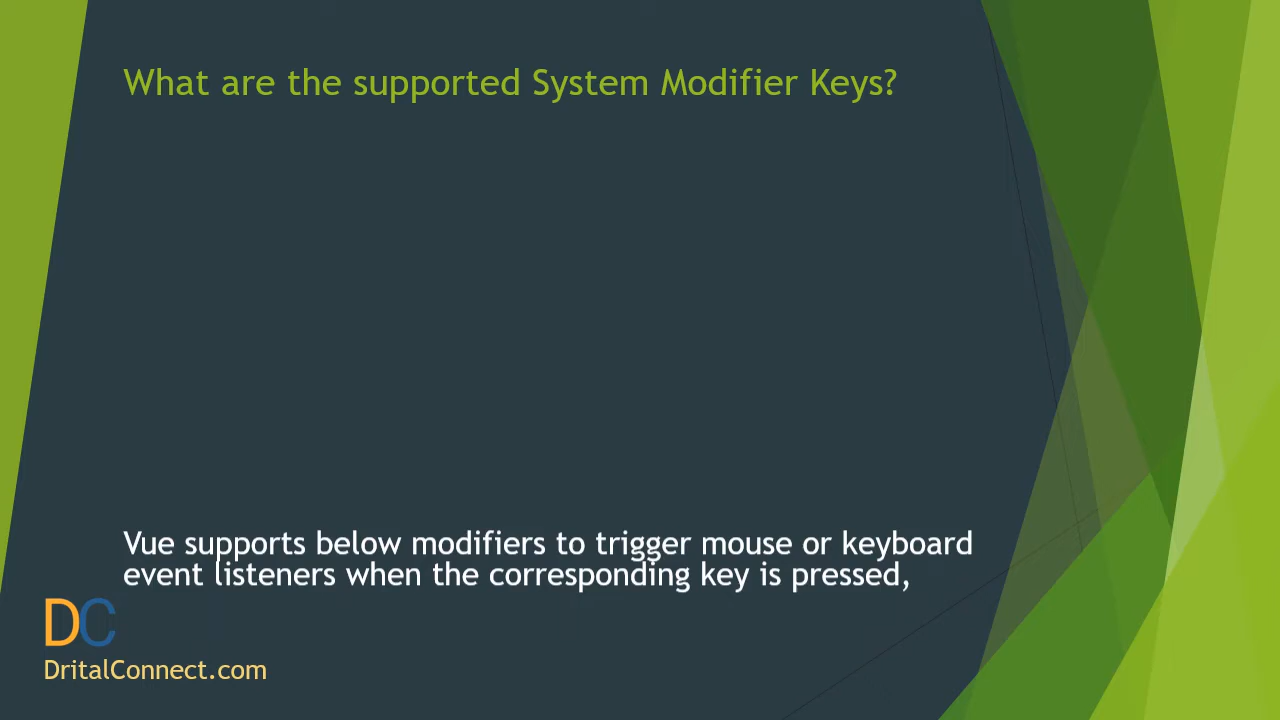 What are the supported System Modifier Keys?
Vue supports below modifiers to trigger mouse or keyboard
event listeners when the corresponding key is pressed,
DC
DritalConnect.com